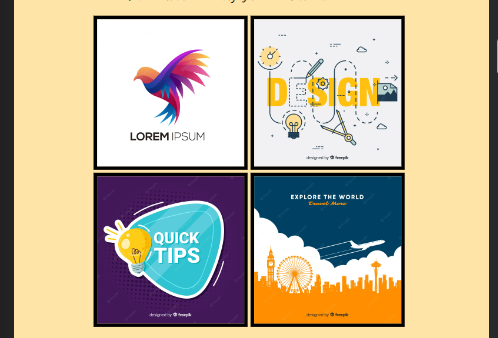 LOREM IPSUM
DESIGN
designed by freepik
QUICK
TIPS
designed by freepik
EXPLORE THE WORLD
designed by freepik